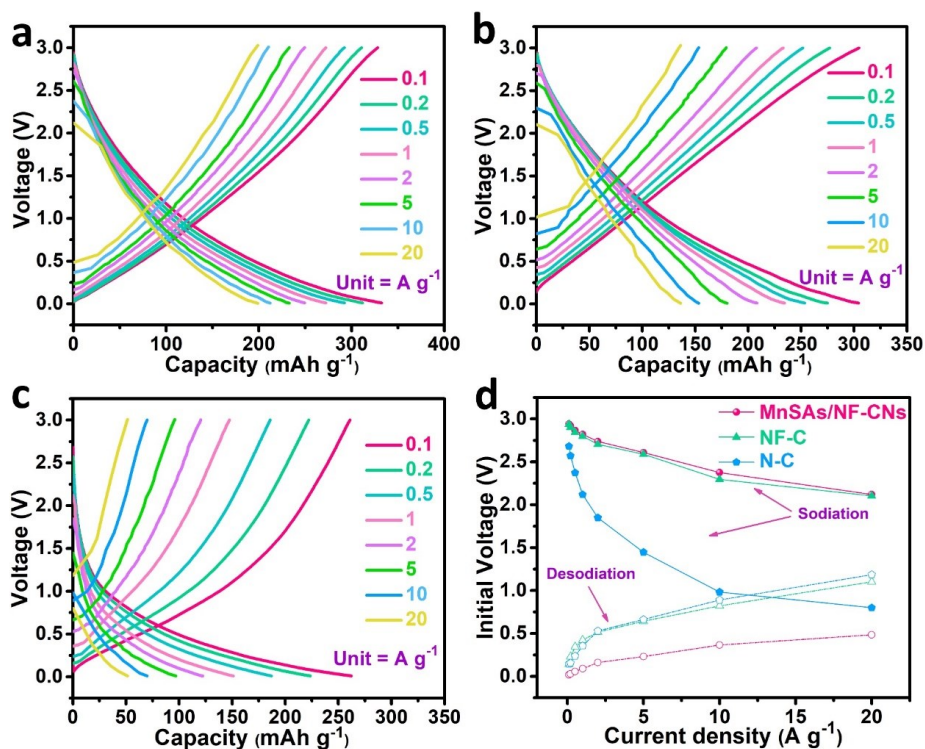 a
3.0
2.5
2.0
1.5
1.0
0.5
0.0
Voltage (V)
0.1
0.2
0.5
1
2
5
10
20
Unit = A g⁻¹
0 100 200 300 400
Capacity (mAh g⁻¹)
b
3.0
2.5
2.0
1.5
1.0
0.5
0.0
Voltage (V)
0.1
0.2
0.5
1
2
5
10
20
Unit = A g⁻¹
0 50 100 150 200 250 300 350
Capacity (mAh g⁻¹)
c
3.0
2.5
2.0
1.5
1.0
0.5
0.0
Voltage (V)
0.1
0.2
0.5
1
2
5
10
20
Unit = A g⁻¹
0 50 100 150 200 250 300 350
Capacity (mAh g⁻¹)
d
3.0
2.5
2.0
1.5
1.0
0.5
0.0
Initial Voltage (V)
MnSAs/NF-CNs
NF-C
N-C
Sodiation
Desodiation
0 5 10 15 20
Current density (A g⁻¹)